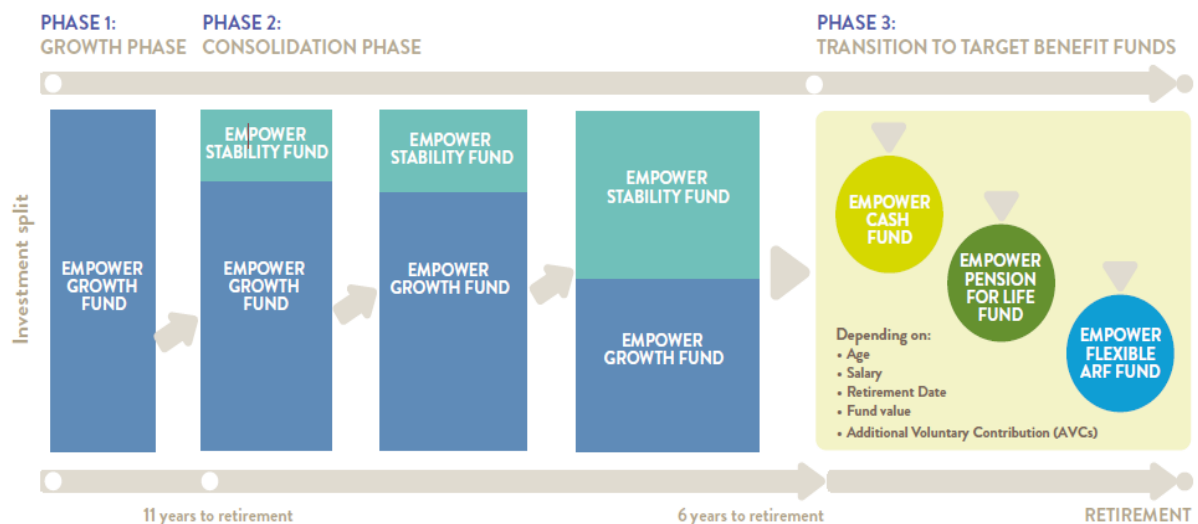 PHASE 1:
GROWTH PHASE
PHASE 2:
CONSOLIDATION PHASE
PHASE 3:
TRANSITION TO TARGET BENEFIT FUNDS
Investment split
EMPOWER
GROWTH
FUND
EMPOWER
STABILITY FUND
EMPOWER
GROWTH
FUND
EMPOWER
STABILITY FUND
EMPOWER
GROWTH FUND
EMPOWER
STABILITY FUND
EMPOWER
GROWTH FUND
EMPOWER
CASH
FUND
EMPOWER
PENSION
FOR LIFE
FUND
EMPOWER
FLEXIBLE
ARF FUND
Depending on:
• Age
• Salary
• Retirement Date
• Fund value
• Additional Voluntary Contribution (AVCs)
11 years to retirement
6 years to retirement
RETIREMENT